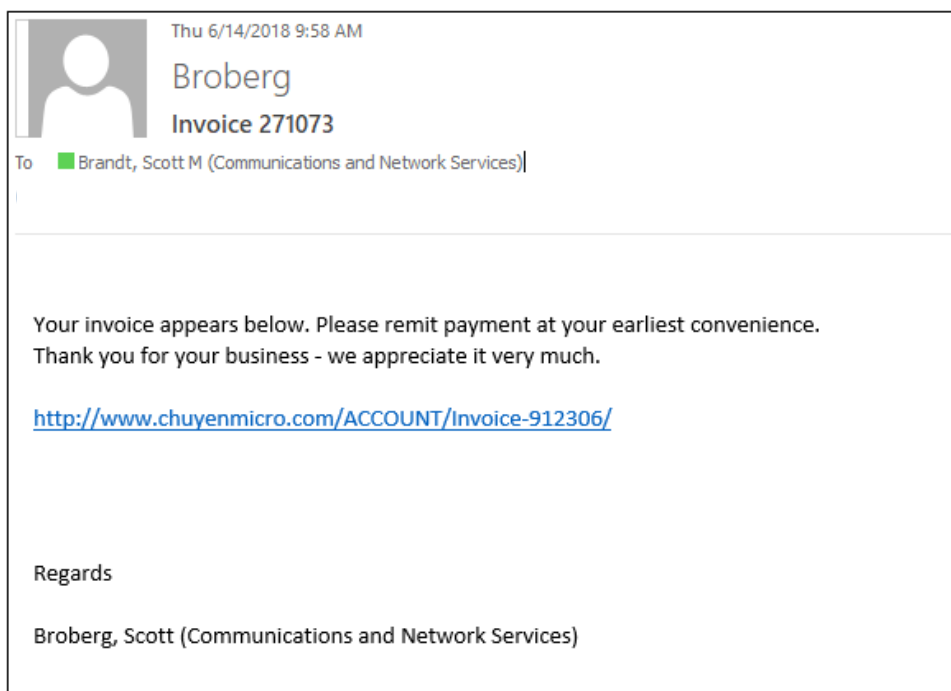 Thu 6/14/2018 9:58 AM
Broberg
Invoice 271073
To Brandt, Scott M (Communications and Network Services)
Your invoice appears below. Please remit payment at your earliest convenience.
Thank you for your business - we appreciate it very much.
http://www.chuyenmicro.com/ACCOUNT/Invoice-912306/
Regards
Broberg, Scott (Communications and Network Services)